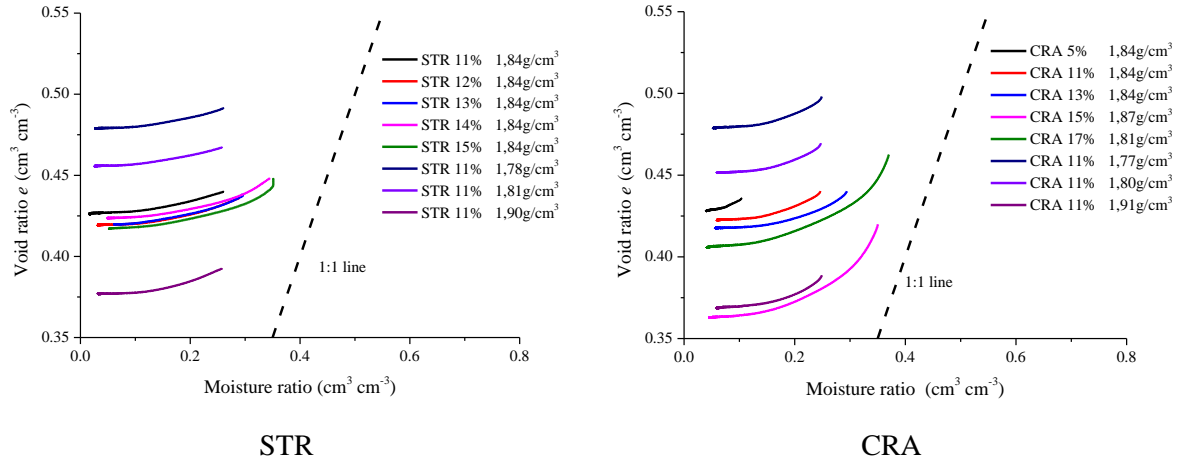 0.55
0.50
0.45
0.40
0.35
0.0
0.2
0.4
0.6
0.8
Void ratio e (cm³ cm⁻³)
Moisture ratio (cm³ cm⁻³)
STR 11% 1,84g/cm³
STR 12% 1,84g/cm³
STR 13% 1,84g/cm³
STR 14% 1,84g/cm³
STR 15% 1,84g/cm³
STR 11% 1,78g/cm³
STR 11% 1,81g/cm³
STR 11% 1,90g/cm³
1:1 line
STR
0.55
0.50
0.45
0.40
0.35
0.0
0.2
0.4
0.6
0.8
Void ratio e (cm³ cm⁻³)
Moisture ratio (cm³ cm⁻³)
CRA 5% 1,84g/cm³
CRA 11% 1,84g/cm³
CRA 13% 1,84g/cm³
CRA 15% 1,87g/cm³
CRA 17% 1,81g/cm³
CRA 11% 1,77g/cm³
CRA 11% 1,80g/cm³
CRA 11% 1,91g/cm³
1:1 line
CRA